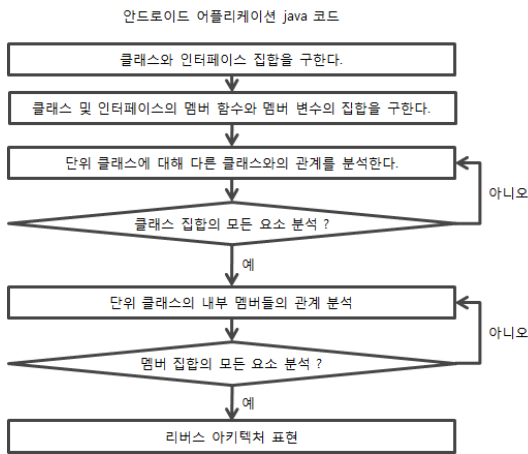 안드로이드 어플리케이션 java 코드
클래스와 인터페이스 집합을 구한다.
클래스 및 인터페이스의 멤버 함수와 멤버 변수의 집합을 구한다.
단위 클래스에 대해 다른 클래스와의 관계를 분석한다.
아니오
클래스 집합의 모든 요소 분석 ?
예
단위 클래스의 내부 멤버들의 관계 분석
아니오
멤버 집합의 모든 요소 분석 ?
예
리버스 아키텍처 표현